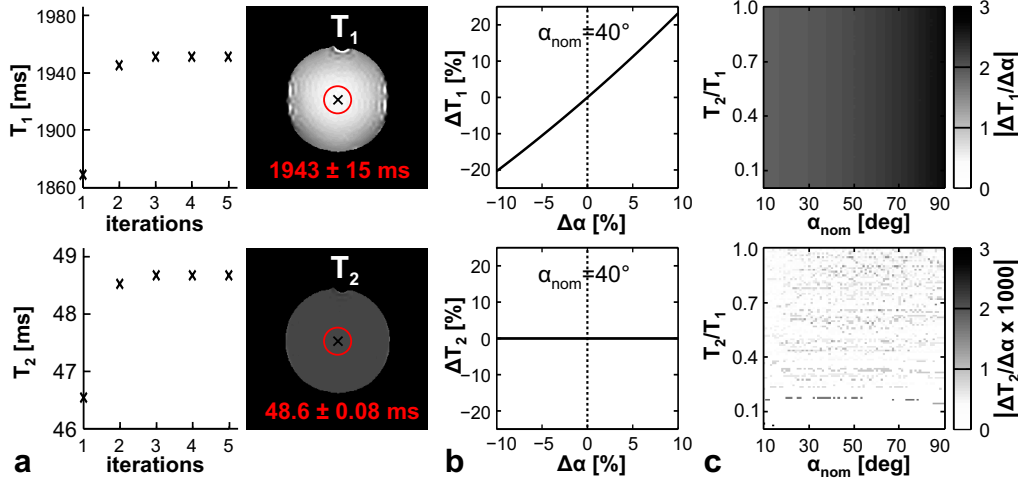 1980
1940
1900
1860
T1 [ms]
1 2 3 4 5
iterations
T1
1943 ± 15 ms
20
10
0
−10
−20
ΔT1 [%]
αnom=40°
−10 −5 0 5 10
Δα [%]
1.0
0.7
0.4
0.1
T2/T1
10 30 50 70 90
αnom [deg]
3
2
1
0
|ΔT1/Δα|
49
48
47
46
T2 [ms]
1 2 3 4 5
iterations
T2
48.6 ± 0.08 ms
20
10
0
−10
−20
ΔT2 [%]
αnom=40°
−10 −5 0 5 10
Δα [%]
1.0
0.7
0.4
0.1
T2/T1
10 30 50 70 90
αnom [deg]
3
2
1
0
|ΔT2/Δα x 1000|
a
b
c